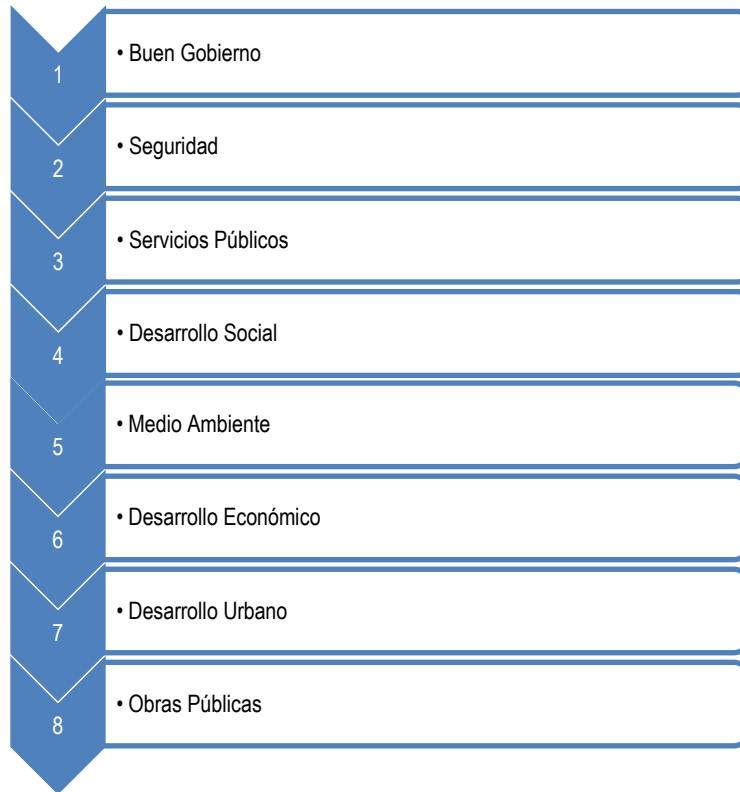 1
• Buen Gobierno
2
• Seguridad
3
• Servicios Públicos
4
• Desarrollo Social
5
• Medio Ambiente
6
• Desarrollo Económico
7
• Desarrollo Urbano
8
• Obras Públicas